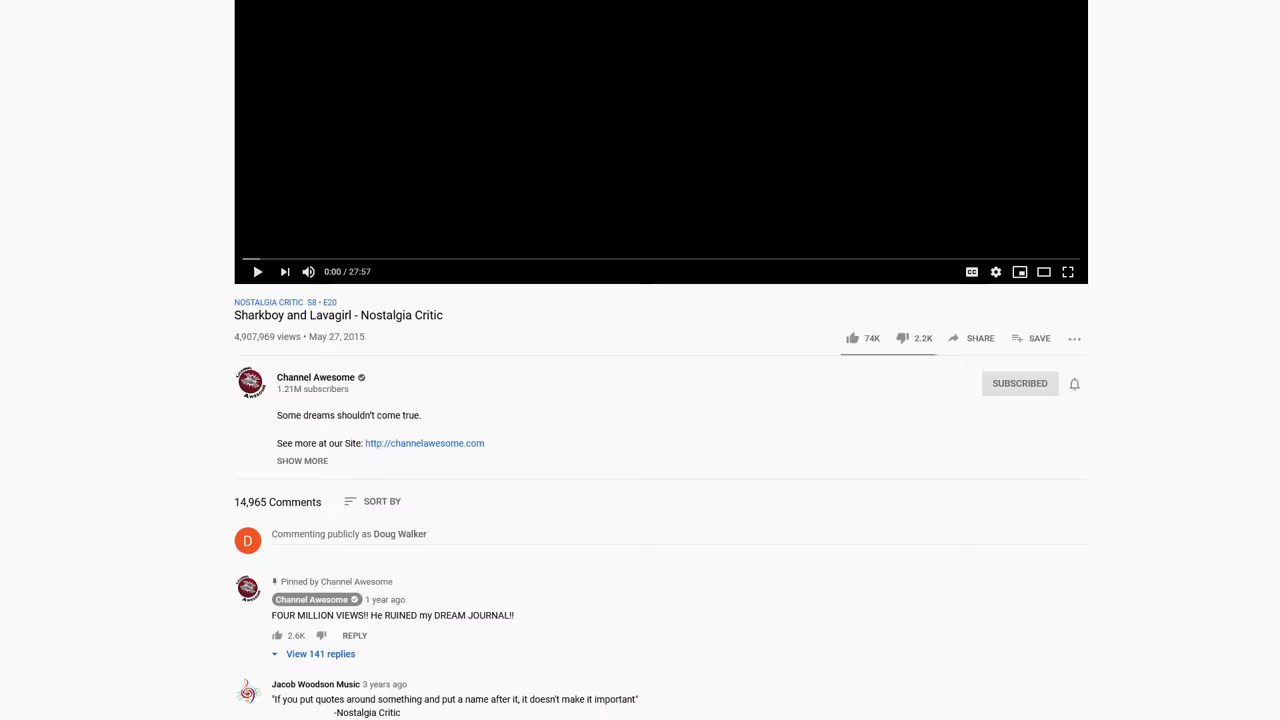 0:00 / 27:57
NOSTALGIA CRITIC S8 • E20
Sharkboy and Lavagirl - Nostalgia Critic
4,907,969 views • May 27, 2015
74K 2.2K SHARE SAVE
Channel Awesome
1.21M subscribers
SUBSCRIBED
Some dreams shouldn't come true.
See more at our Site: http://channelawesome.com
SHOW MORE
14,965 Comments SORT BY
D
Commenting publicly as Doug Walker
Pinned by Channel Awesome
Channel Awesome 1 year ago
FOUR MILLION VIEWS!! He RUINED my DREAM JOURNAL!!
2.6K REPLY
View 141 replies
Jacob Woodson Music 3 years ago
"If you put quotes around something and put a name after it, it doesn't make it important"
-Nostalgia Critic